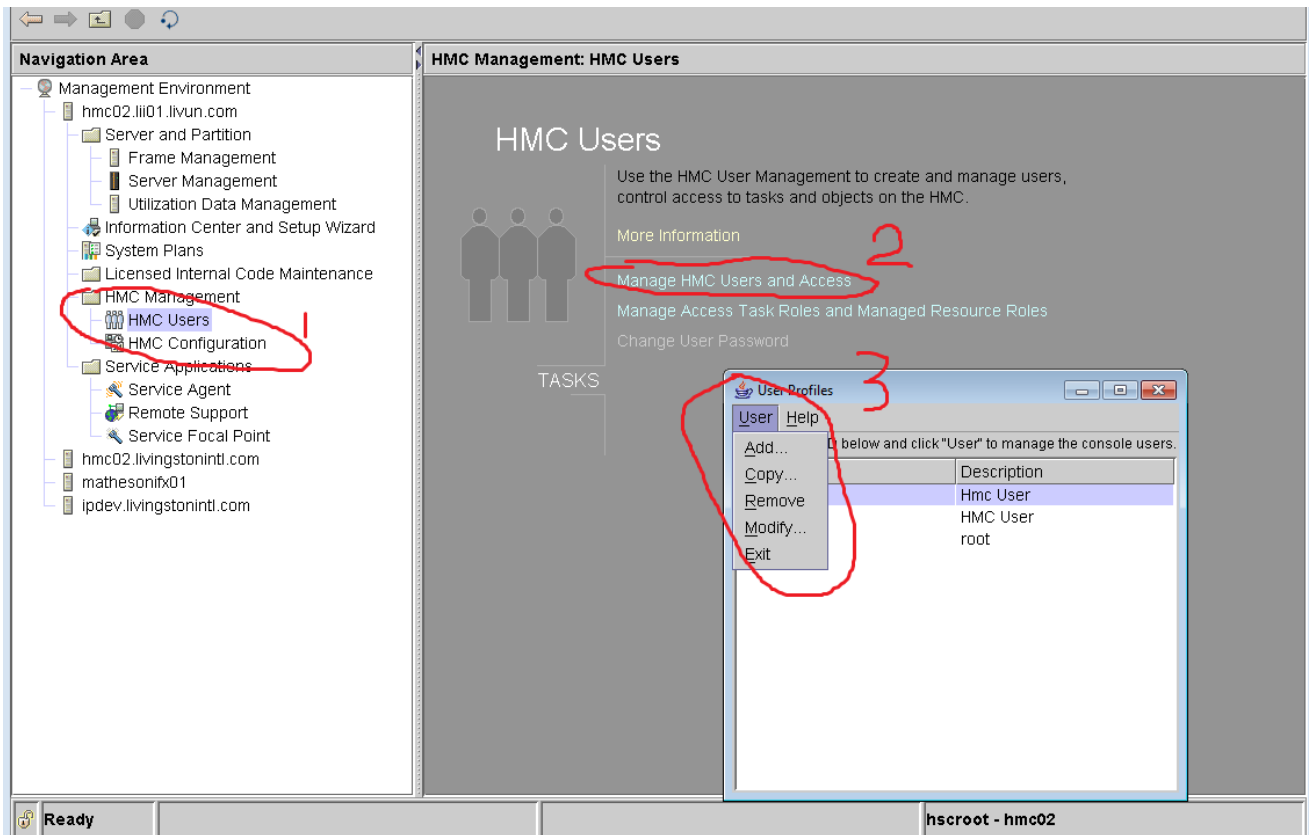 Navigation Area
Management Environment
hmc02.lii01.livun.com
Server and Partition
Frame Management
Server Management
Utilization Data Management
Information Center and Setup Wizard
System Plans
Licensed Internal Code Maintenance
HMC Management
HMC Users
HMC Configuration
Service Applications
Service Agent
Remote Support
Service Focal Point
hmc02.livingstonintl.com
mathesonifx01
ipdev.livingstonintl.com
1
HMC Management: HMC Users
HMC Users
Use the HMC User Management to create and manage users,
control access to tasks and objects on the HMC.
More Information
2
Manage HMC Users and Access
Manage Access Task Roles and Managed Resource Roles
Change User Password
TASKS
3
User Profiles
User Help
below and click "User" to manage the console users.
Add...
Copy...
Remove
Modify...
Exit
Description
Hmc User
HMC User
root
Ready
hscroot - hmc02